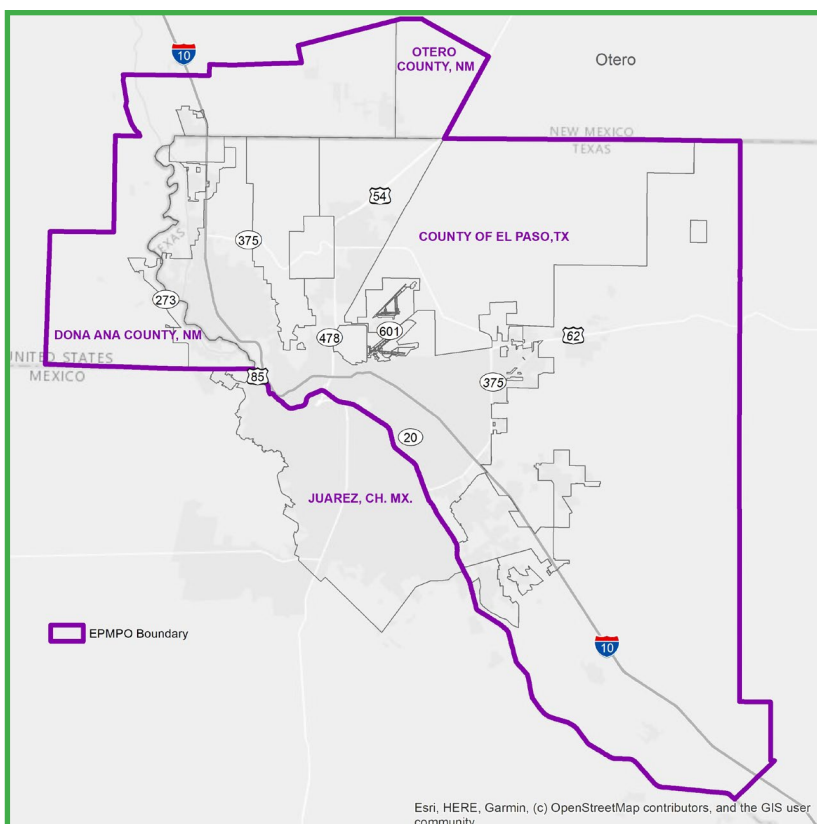 10
OTERO
COUNTY, NM
Otero
NEW MEXICO
TEXAS
54
375
TEXAS
COUNTY OF EL PASO,TX
273
DONA ANA COUNTY, NM
478
601
62
UNITED STATES
MEXICO
85
375
20
JUAREZ, CH. MX.
EPMPO Boundary
10
Esri, HERE, Garmin, (c) OpenStreetMap contributors, and the GIS user
community